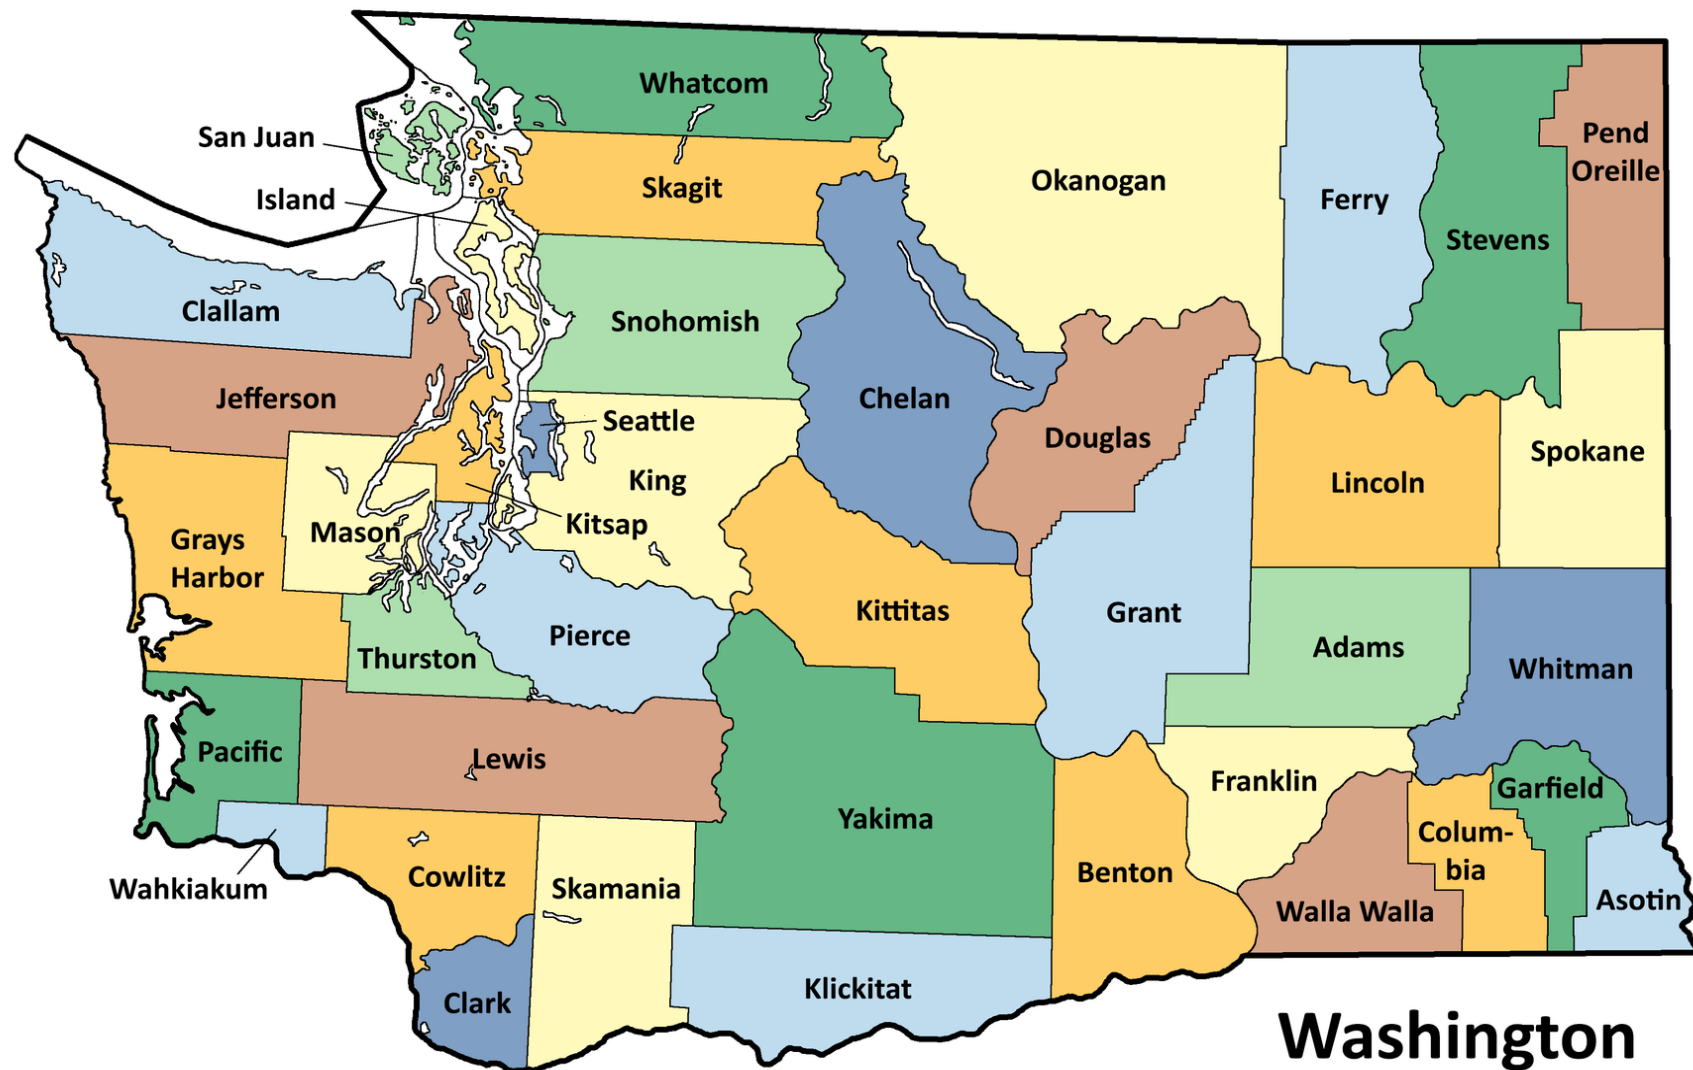 Whatcom
San Juan
Skagit
Island
Okanogan
Ferry
Stevens
Pend
Oreille
Clallam
Snohomish
Jefferson
Chelan
Seattle
Douglas
King
Kitsap
Lincoln
Spokane
Grays
Harbor
Mason
Pierce
Kittitas
Grant
Adams
Whitman
Thurston
Pacific
Lewis
Yakima
Franklin
Garfield
Colum-
bia
Wahkiakum
Cowlitz
Skamania
Benton
Walla Walla
Asotin
Clark
Klickitat
Washington